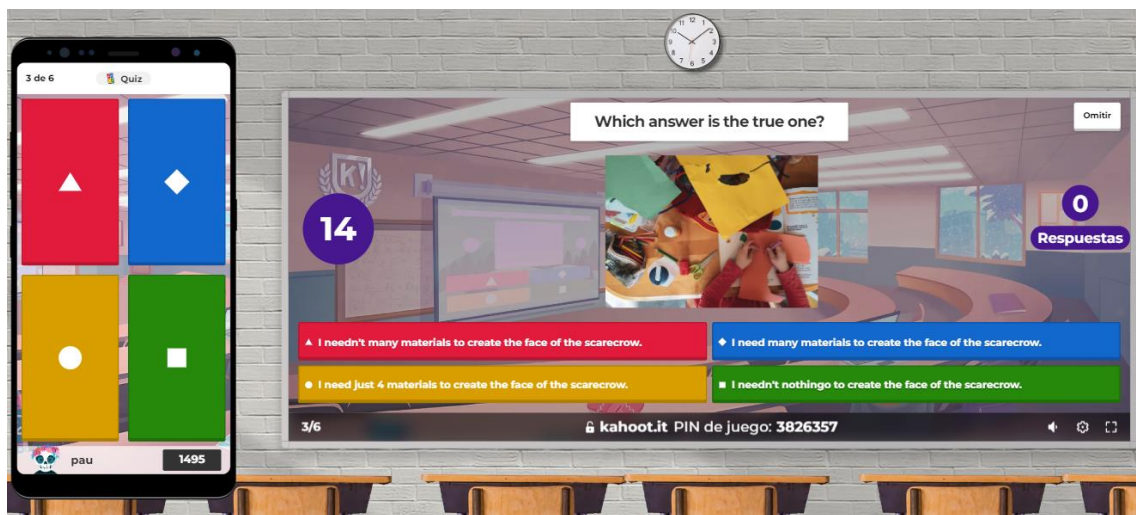 3 de 6
Quiz
pau
1495
Which answer is the true one?
Omitir
14
0
Respuestas
I needn't many materials to create the face of the scarecrow.
I need many materials to create the face of the scarecrow.
I need just 4 materials to create the face of the scarecrow.
I needn't nothingo to create the face of the scarecrow.
3/6
kahoot.it PIN de juego: 3826357